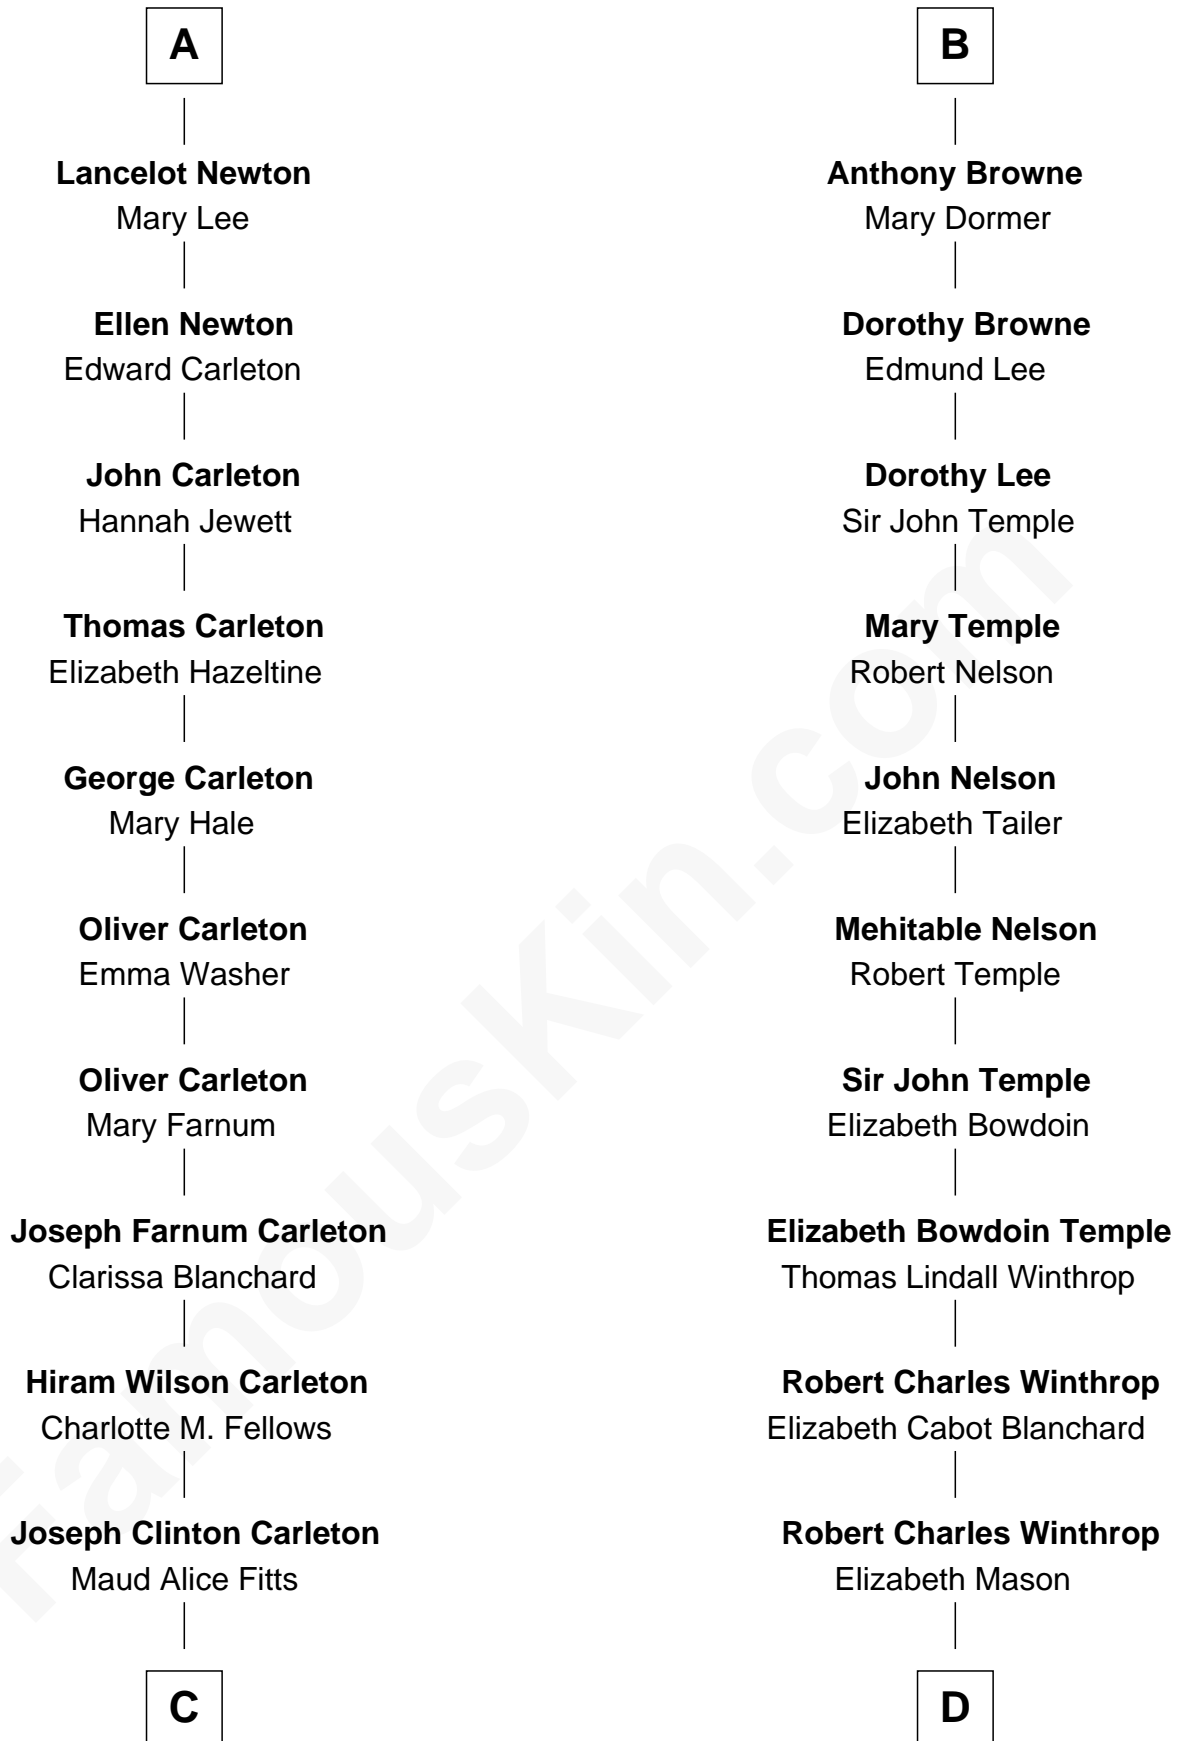 A
Lancelot Newton
Mary Lee
Ellen Newton
Edward Carleton
John Carleton
Hannah Jewett
Thomas Carleton
Elizabeth Hazeltine
George Carleton
Mary Hale
Oliver Carleton
Emma Washer
Oliver Carleton
Mary Farnum
Joseph Farnum Carleton
Clarissa Blanchard
Hiram Wilson Carleton
Charlotte M. Fellows
Joseph Clinton Carleton
Maud Alice Fitts
C
B
Anthony Browne
Mary Dormer
Dorothy Browne
Edmund Lee
Dorothy Lee
Sir John Temple
Mary Temple
Robert Nelson
John Nelson
Elizabeth Tailer
Mehitable Nelson
Robert Temple
Sir John Temple
Elizabeth Bowdoin
Elizabeth Bowdoin Temple
Thomas Lindall Winthrop
Robert Charles Winthrop
Elizabeth Cabot Blanchard
Robert Charles Winthrop
Elizabeth Mason
D
FamousKin.com